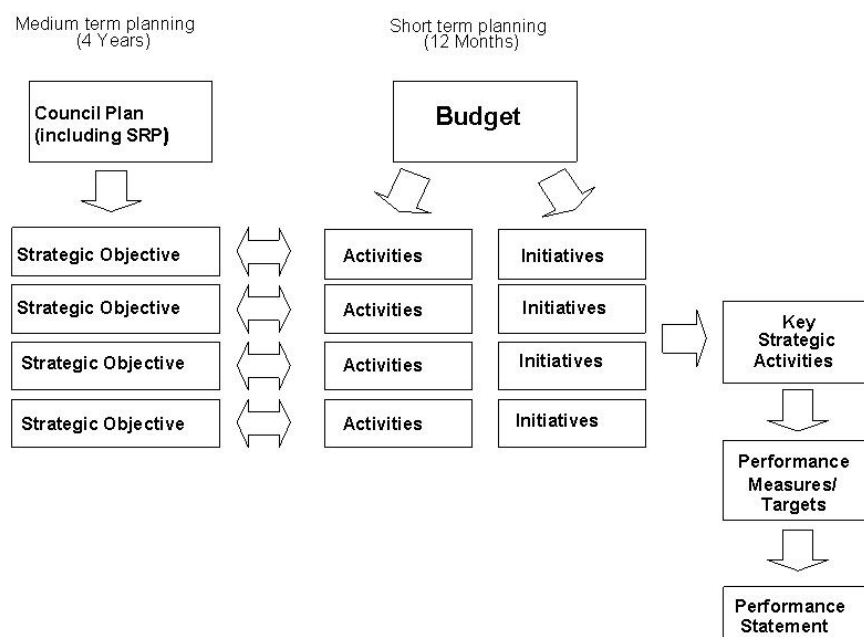 Medium term planning
(4 Years)
Short term planning
(12 Months)
Council Plan
(including SRP)
Budget
Strategic Objective
Activities
Initiatives
Strategic Objective
Activities
Initiatives
Strategic Objective
Activities
Initiatives
Strategic Objective
Activities
Initiatives
Key
Strategic
Activities
Performance
Measures/
Targets
Performance
Statement